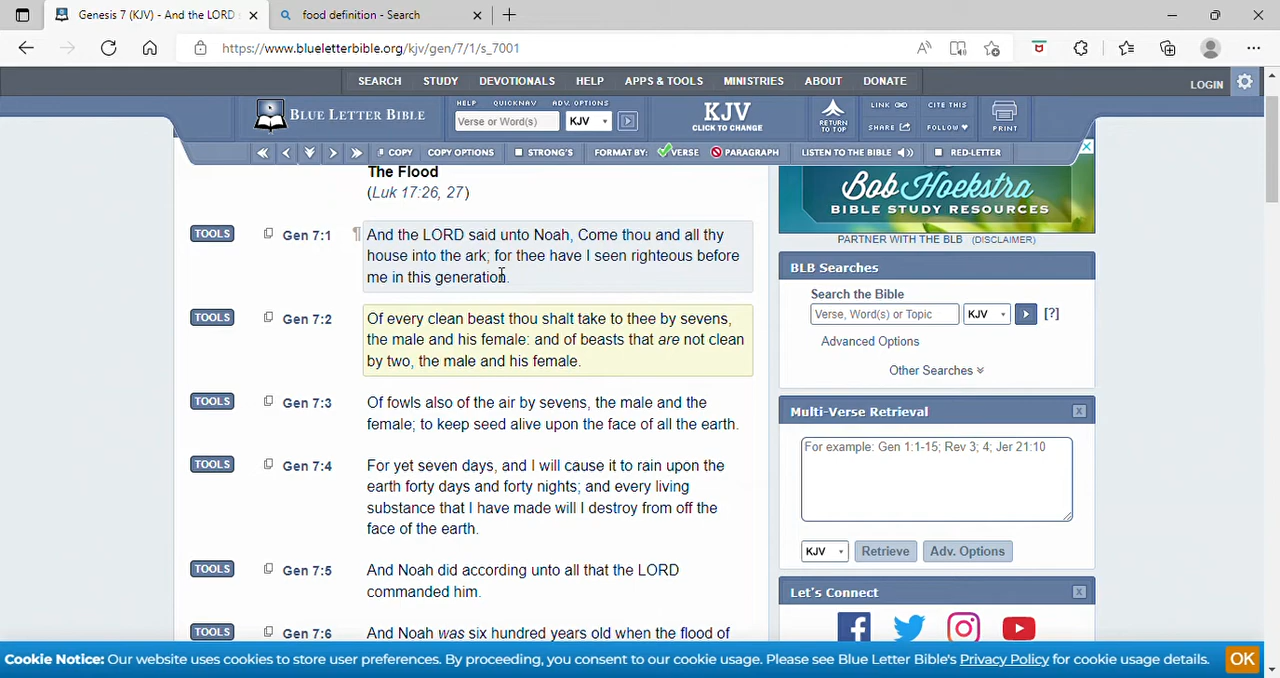 Genesis 7 (KJV) - And the LORD
food definition - Search
https://www.blueletterbible.org/kjv/gen/7/1/s_7001
SEARCH STUDY DEVOTIONALS HELP APPS & TOOLS MINISTRIES ABOUT DONATE
LOGIN
BLUE LETTER BIBLE
HELP QUICKNAV ADV. OPTIONS
Verse or Word(s) KJV
KJV
CLICK TO CHANGE
RETURN
TO TOP
LINK CITE THIS
SHARE FOLLOW
PRINT
COPY COPY OPTIONS STRONG'S FORMAT BY: VERSE PARAGRAPH LISTEN TO THE BIBLE RED-LETTER
The Flood
(Luk 17:26, 27)
TOOLS Gen 7:1 ¶ And the LORD said unto Noah, Come thou and all thy
house into the ark; for thee have I seen righteous before
me in this generation.
TOOLS Gen 7:2 Of every clean beast thou shalt take to thee by sevens,
the male and his female: and of beasts that are not clean
by two, the male and his female.
TOOLS Gen 7:3 Of fowls also of the air by sevens, the male and the
female; to keep seed alive upon the face of all the earth.
TOOLS Gen 7:4 For yet seven days, and I will cause it to rain upon the
earth forty days and forty nights; and every living
substance that I have made will I destroy from off the
face of the earth.
TOOLS Gen 7:5 And Noah did according unto all that the LORD
commanded him.
TOOLS Gen 7:6 And Noah was six hundred years old when the flood of
Bob Hoekstra
BIBLE STUDY RESOURCES
PARTNER WITH THE BLB (DISCLAIMER)
BLB Searches
Search the Bible
Verse, Word(s) or Topic KJV [?]
Advanced Options
Other Searches
Multi-Verse Retrieval X
For example: Gen 1:1-15; Rev 3; 4; Jer 21:10
KJV Retrieve Adv. Options
Let's Connect X
Cookie Notice: Our website uses cookies to store user preferences. By proceeding, you consent to our cookie usage. Please see Blue Letter Bible's Privacy Policy for cookie usage details. OK